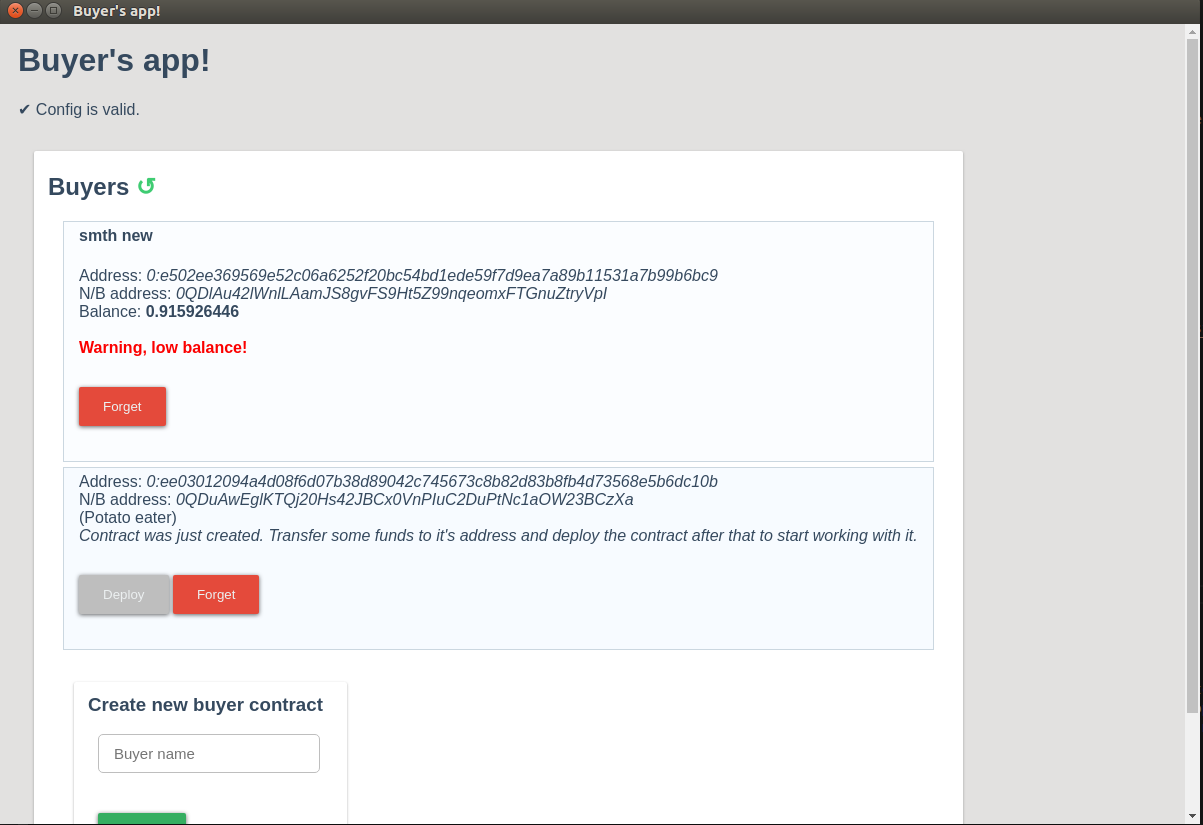 Buyer's app!
Buyer's app!
✔ Config is valid.
Buyers ↺
smth new
Address: 0:e502ee369569e52c06a6252f20bc54bd1ede59f7d9ea7a89b11531a7b99b6bc9
N/B address: 0QDlAu42lWnlLAamJS8gvFS9Ht5Z99nqeomxFTGnuZtryVpI
Balance: 0.915926446
Warning, low balance!
Forget
Address: 0:ee03012094a4d08f6d07b38d89042c745673c8b82d83b8fb4d73568e5b6dc10b
N/B address: 0QDuAwEglKTQj20Hs42JBCx0VnPIuC2DuPtNc1aOW23BCzXa
(Potato eater)
Contract was just created. Transfer some funds to it's address and deploy the contract after that to start working with it.
Deploy Forget
Create new buyer contract
Buyer name